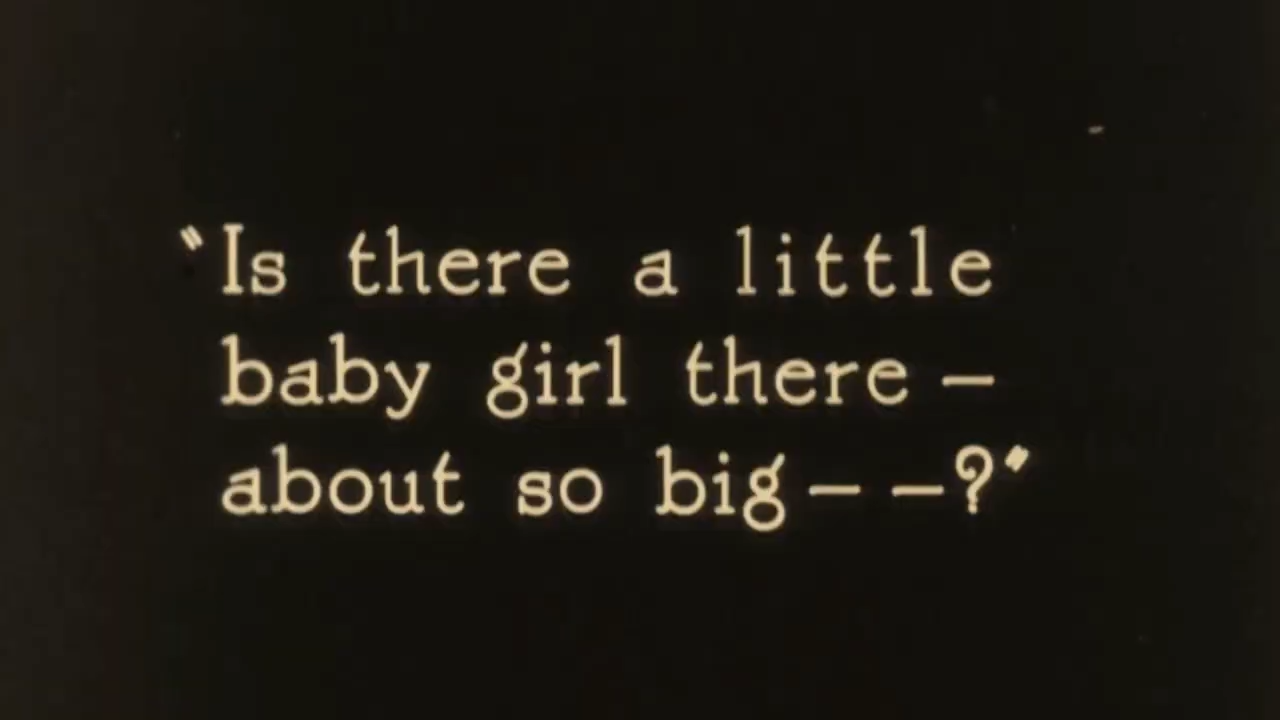 "Is there a little
baby girl there –
about so big – –?"